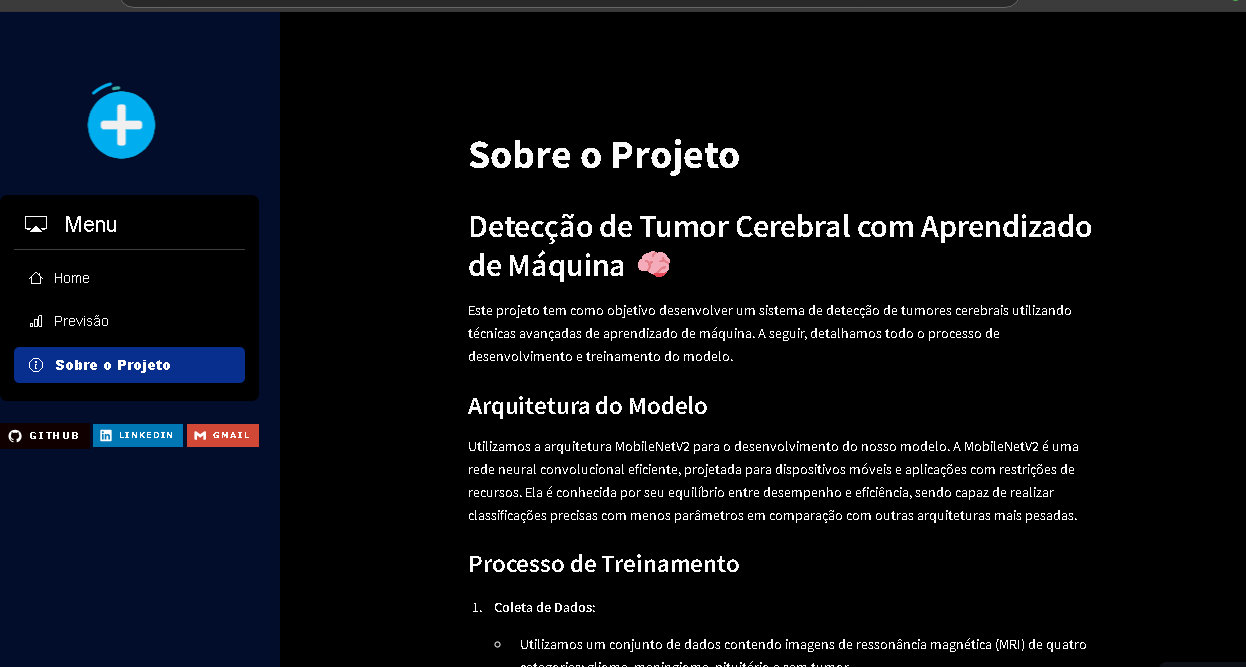 Menu
Home
Previsão
Sobre o Projeto
GITHUB
LINKEDIN
GMAIL
Sobre o Projeto
Detecção de Tumor Cerebral com Aprendizado
de Máquina
Este projeto tem como objetivo desenvolver um sistema de detecção de tumores cerebrais utilizando
técnicas avançadas de aprendizado de máquina. A seguir, detalhamos todo o processo de
desenvolvimento e treinamento do modelo.
Arquitetura do Modelo
Utilizamos a arquitetura MobileNetV2 para o desenvolvimento do nosso modelo. A MobileNetV2 é uma
rede neural convolucional eficiente, projetada para dispositivos móveis e aplicações com restrições de
recursos. Ela é conhecida por seu equilíbrio entre desempenho e eficiência, sendo capaz de realizar
classificações precisas com menos parâmetros em comparação com outras arquiteturas mais pesadas.
Processo de Treinamento
1. Coleta de Dados:
Utilizamos um conjunto de dados contendo imagens de ressonância magnética (MRI) de quatro
categorias: glioma, meningioma, pituitário e sem tumor.